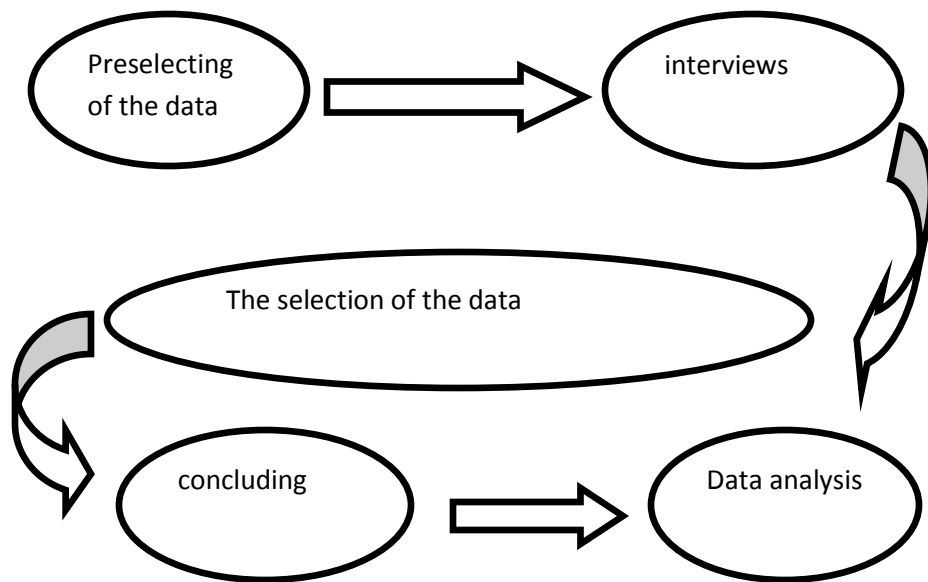 Preselecting
of the data
interviews
The selection of the data
concluding
Data analysis